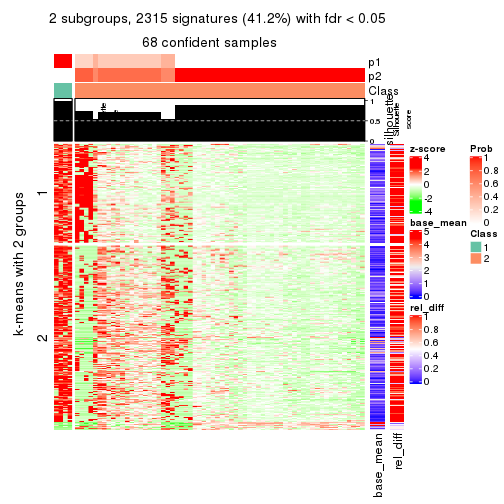 2 subgroups, 2315 signatures (41.2%) with fdr < 0.05
68 confident samples
p1
p2
Class
silhouette
Silhouette
score
1
0.5
0
k-means with 2 groups
1
2
base_mean
rel_diff
z-score
4
2
0
-2
-4
base_mean
5
4
3
2
1
0
rel_diff
1
0.8
0.6
0.4
0.2
0
Prob
1
0.8
0.6
0.4
0.2
0
Class
1
2